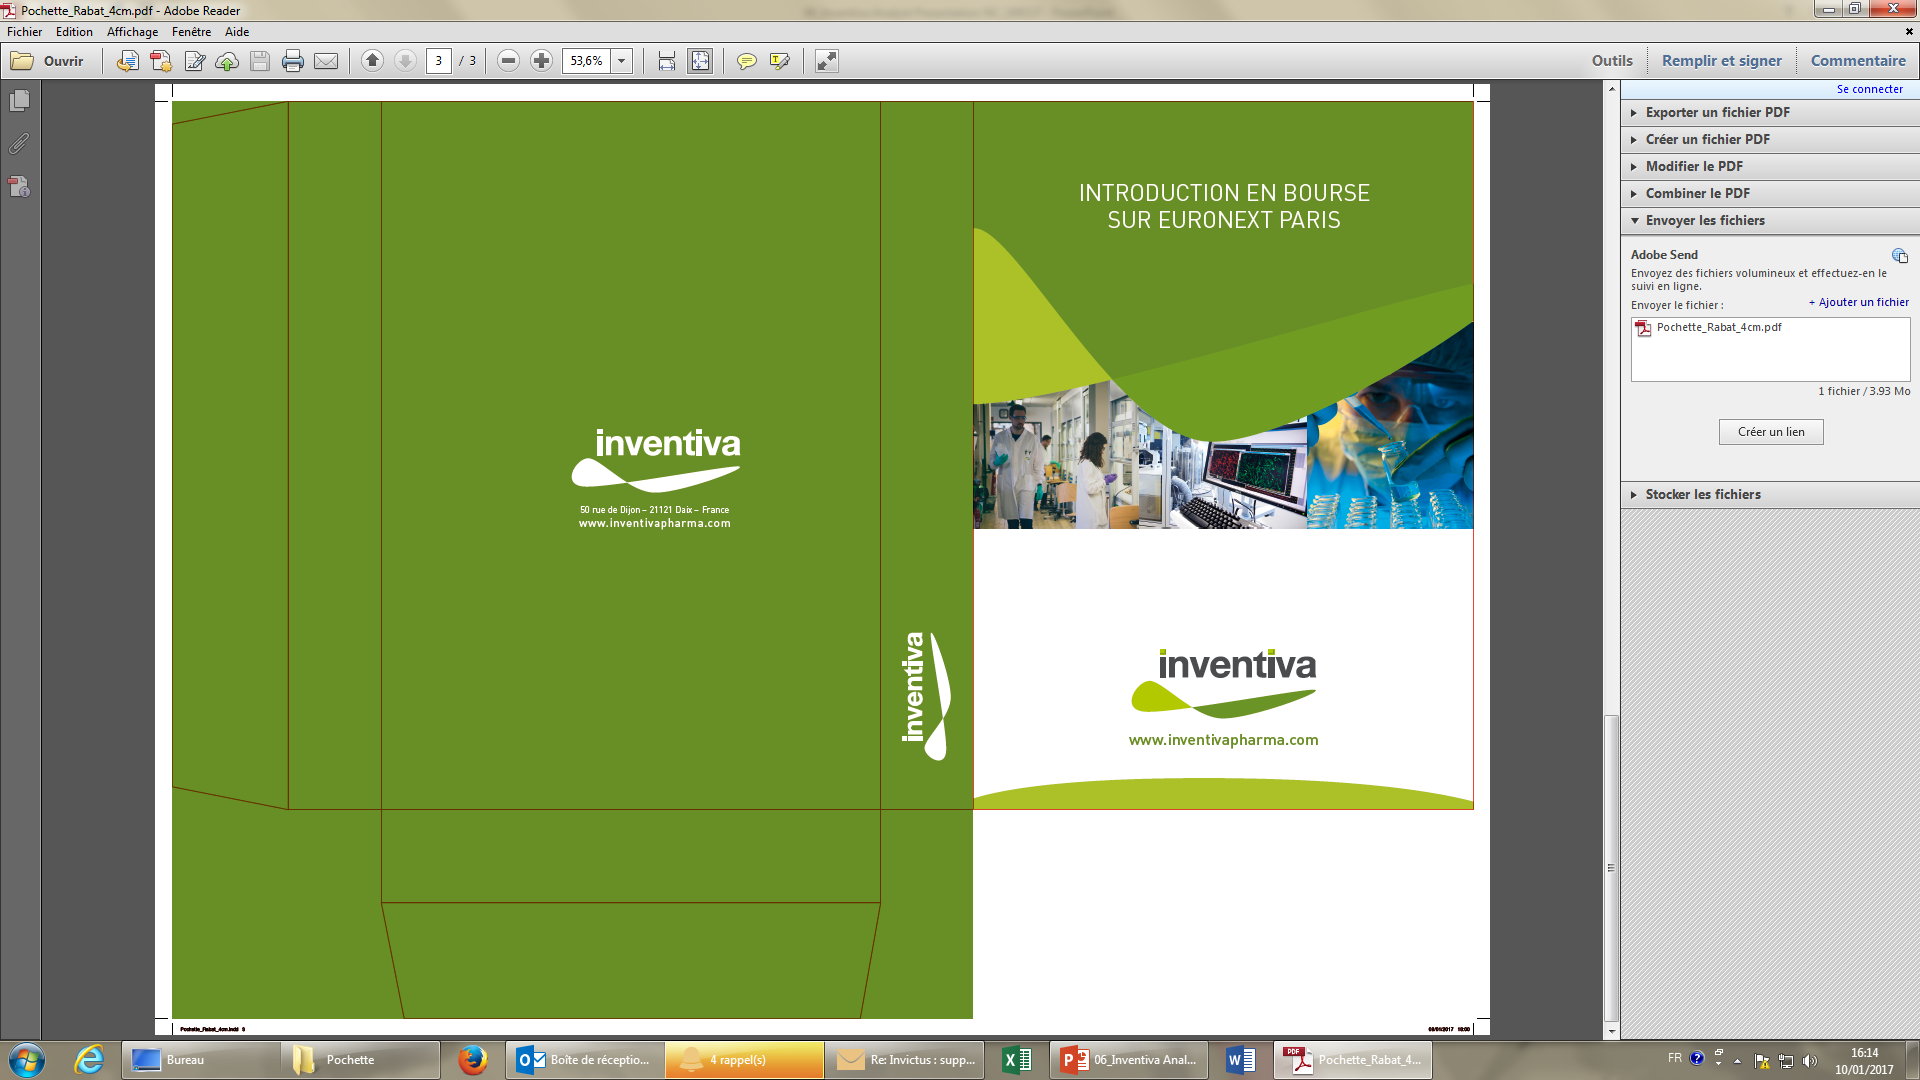 Pochette_Rabat_4cm.pdf - Adobe Reader
Fichier Edition Affichage Fenêtre Aide
Ouvrir
3 / 3
53,6%
Outils
Remplir et signer
Commentaire
Se connecter
Exporter un fichier PDF
Créer un fichier PDF
Modifier le PDF
Combiner le PDF
Envoyer les fichiers
Adobe Send
Envoyez des fichiers volumineux et effectuez-en le
suivi en ligne.
Envoyer le fichier :
+ Ajouter un fichier
Pochette_Rabat_4cm.pdf
1 fichier / 3.93 Mo
Créer un lien
Stocker les fichiers
INTRODUCTION EN BOURSE
SUR EURONEXT PARIS
inventiva
50 rue de Dijon – 21121 Daix – France
www.inventivapharma.com
inventiva
inventiva
www.inventivapharma.com
Pochette_Rabat_4cm.indd 3
Bureau
Pochette
Boîte de réceptio...
4 rappel(s)
Re: Invictus : supp...
06_Inventiva Anal...
Pochette_Rabat_4...
FR
16:14
10/01/2017